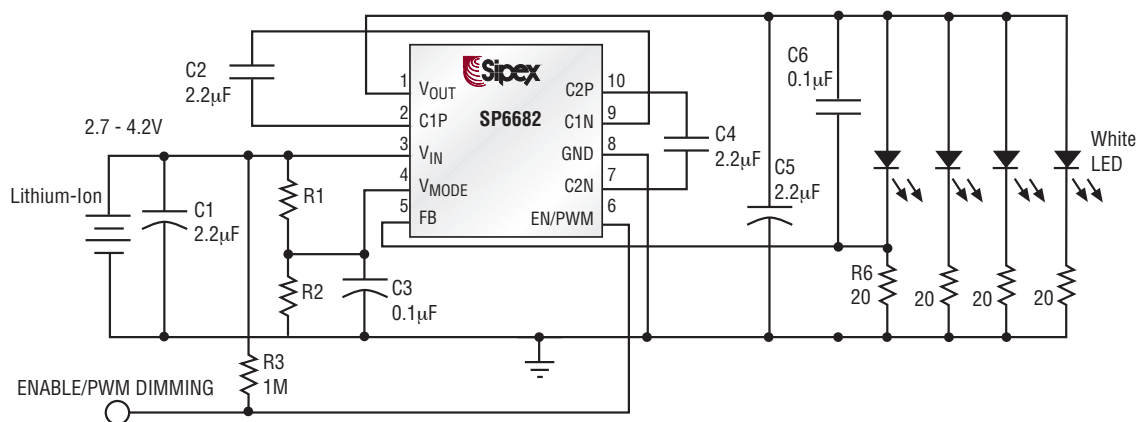 C2
2.2µF
2.7 - 4.2V
Lithium-Ion
C1
2.2µF
R1
R2
C3
0.1µF
R3
1M
ENABLE/PWM DIMMING
Sipex
SP6682
1 VOUT
2 C1P
3 VIN
4 VMODE
5 FB
C2P 10
C1N 9
GND 8
C2N 7
EN/PWM 6
C4
2.2µF
C5
2.2µF
C6
0.1µF
White
LED
R6
20
20
20
20